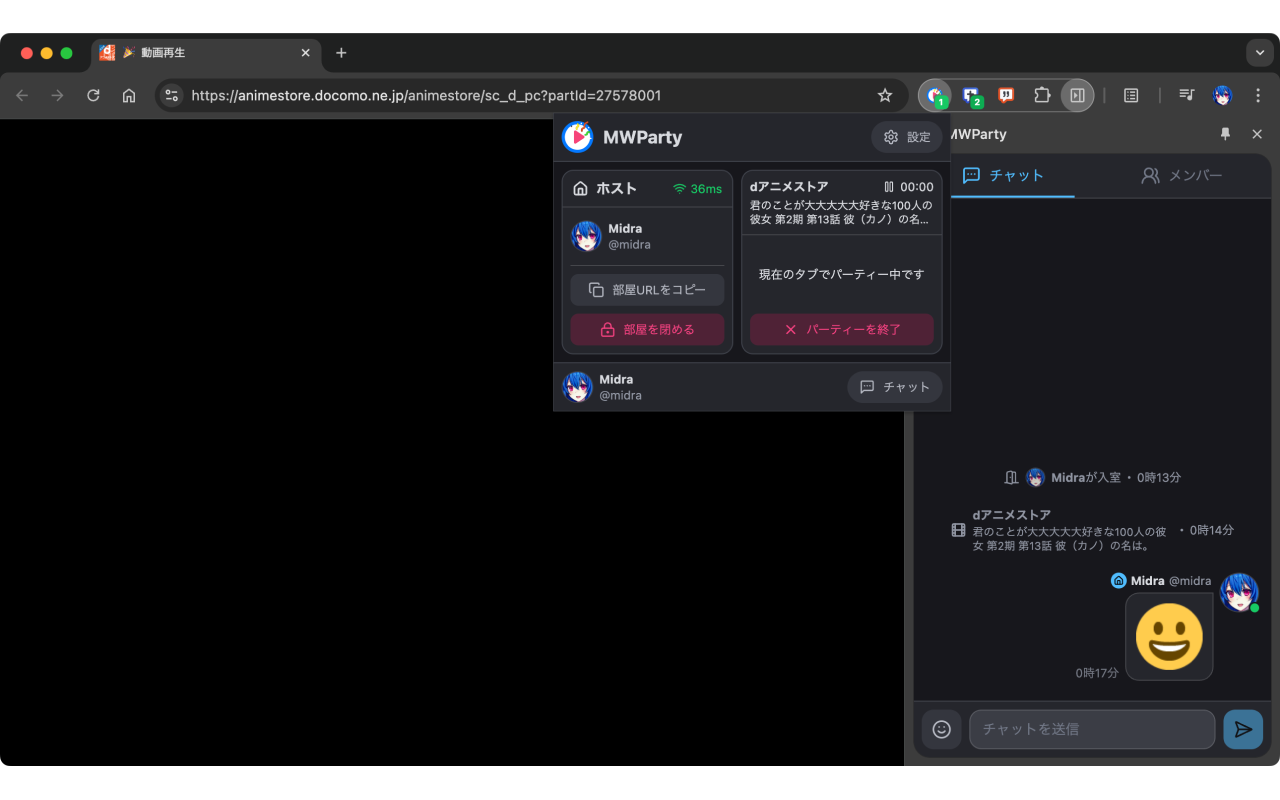 動画再生
https://animestore.docomo.ne.jp/animestore/sc_d_pc?partId=27578001
1
2
MWParty
設定
MWParty
チャット
メンバー
ホスト
36ms
Midra
@midra
部屋URLをコピー
部屋を閉める
dアニメストア
00:00
君のことが大大大大大好きな100人の
彼女 第2期 第13話 彼（カノ）の名...
現在のタブでパーティー中です
パーティーを終了
Midra
@midra
チャット
Midraが入室・0時13分
dアニメストア
君のことが大大大大大好きな100人の彼
女 第2期 第13話 彼（カノ）の名は。
・0時14分
Midra @midra
0時17分
チャットを送信